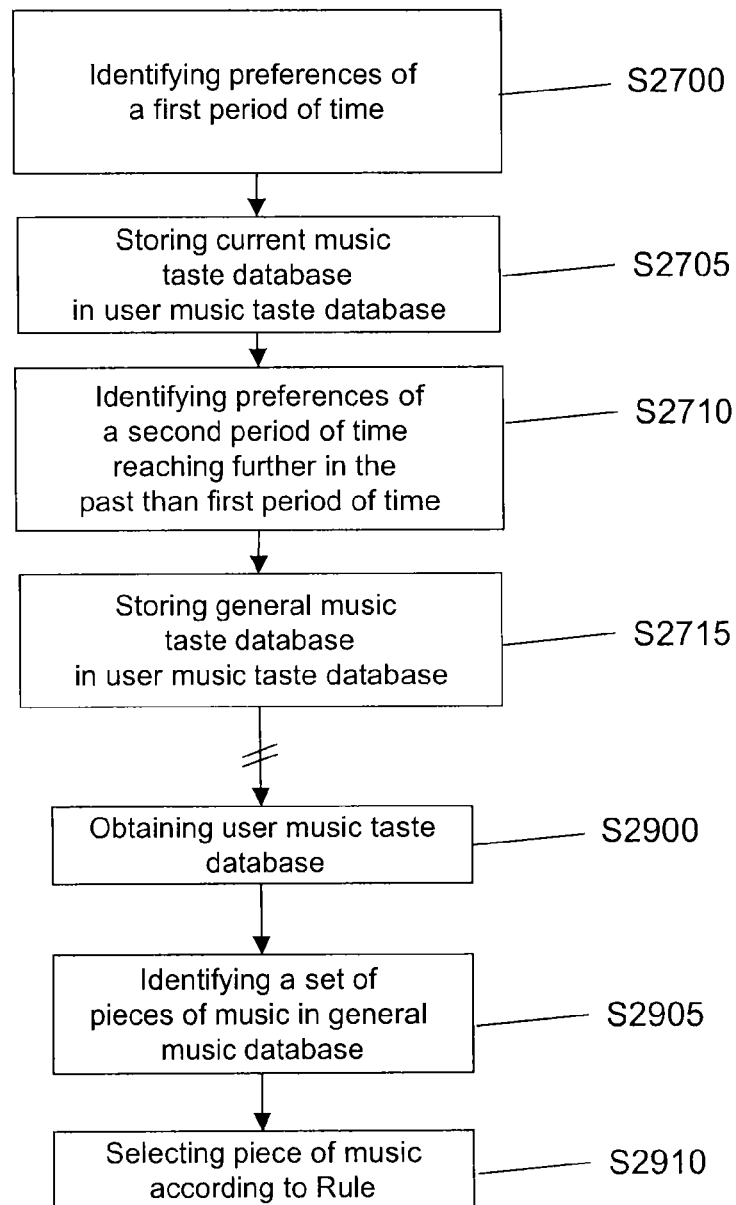 Identifying preferences of
a first period of time
S2700
Storing current music
taste database
in user music taste database
S2705
Identifying preferences of
a second period of time
reaching further in the
past than first period of time
S2710
Storing general music
taste database
in user music taste database
S2715
Obtaining user music taste
database
S2900
Identifying a set of
pieces of music in general
music database
S2905
Selecting piece of music
according to Rule
S2910